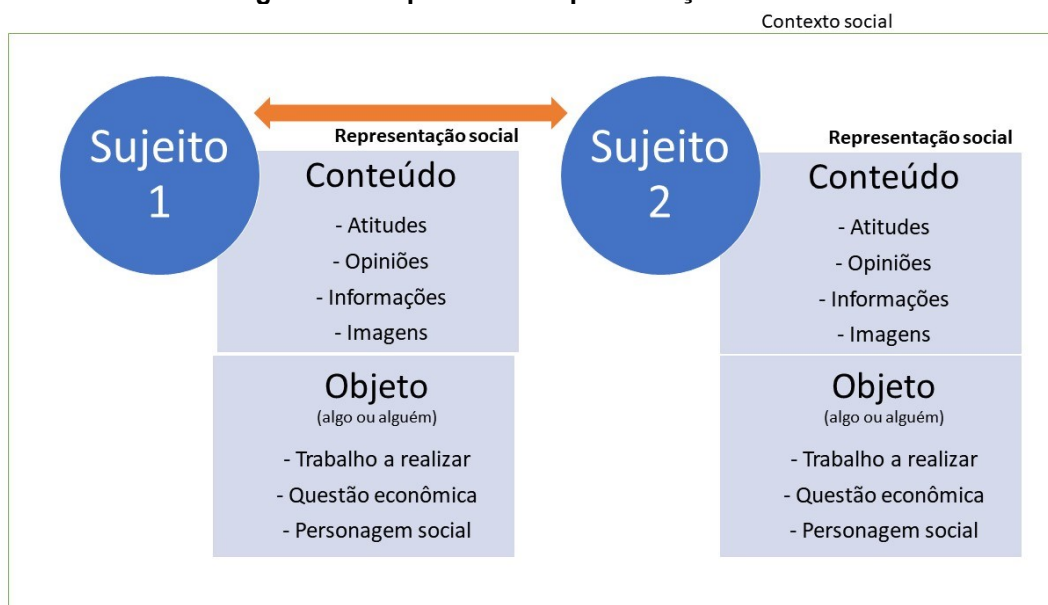 Contexto social
Sujeito
1
Representação social
Conteúdo
- Atitudes
- Opiniões
- Informações
- Imagens
Objeto
(algo ou alguém)
- Trabalho a realizar
- Questão econômica
- Personagem social
Sujeito
2
Representação social
Conteúdo
- Atitudes
- Opiniões
- Informações
- Imagens
Objeto
(algo ou alguém)
- Trabalho a realizar
- Questão econômica
- Personagem social